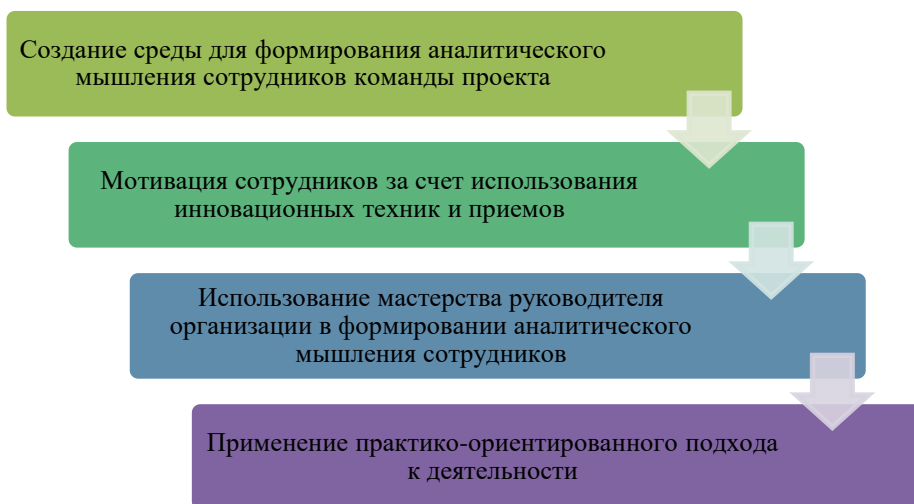 Создание среды для формирования аналитического
мышления сотрудников команды проекта
Мотивация сотрудников за счет использования
инновационных техник и приемов
Использование мастерства руководителя
организации в формировании аналитического
мышления сотрудников
Применение практико-ориентированного подхода
к деятельности